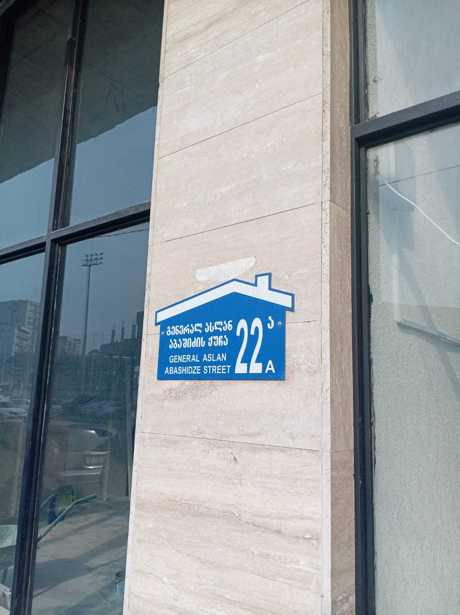 გენერალ ასლან
აბაშიძის ქუჩა
GENERAL ASLAN
ABASHIDZE STREET
22 ა
A